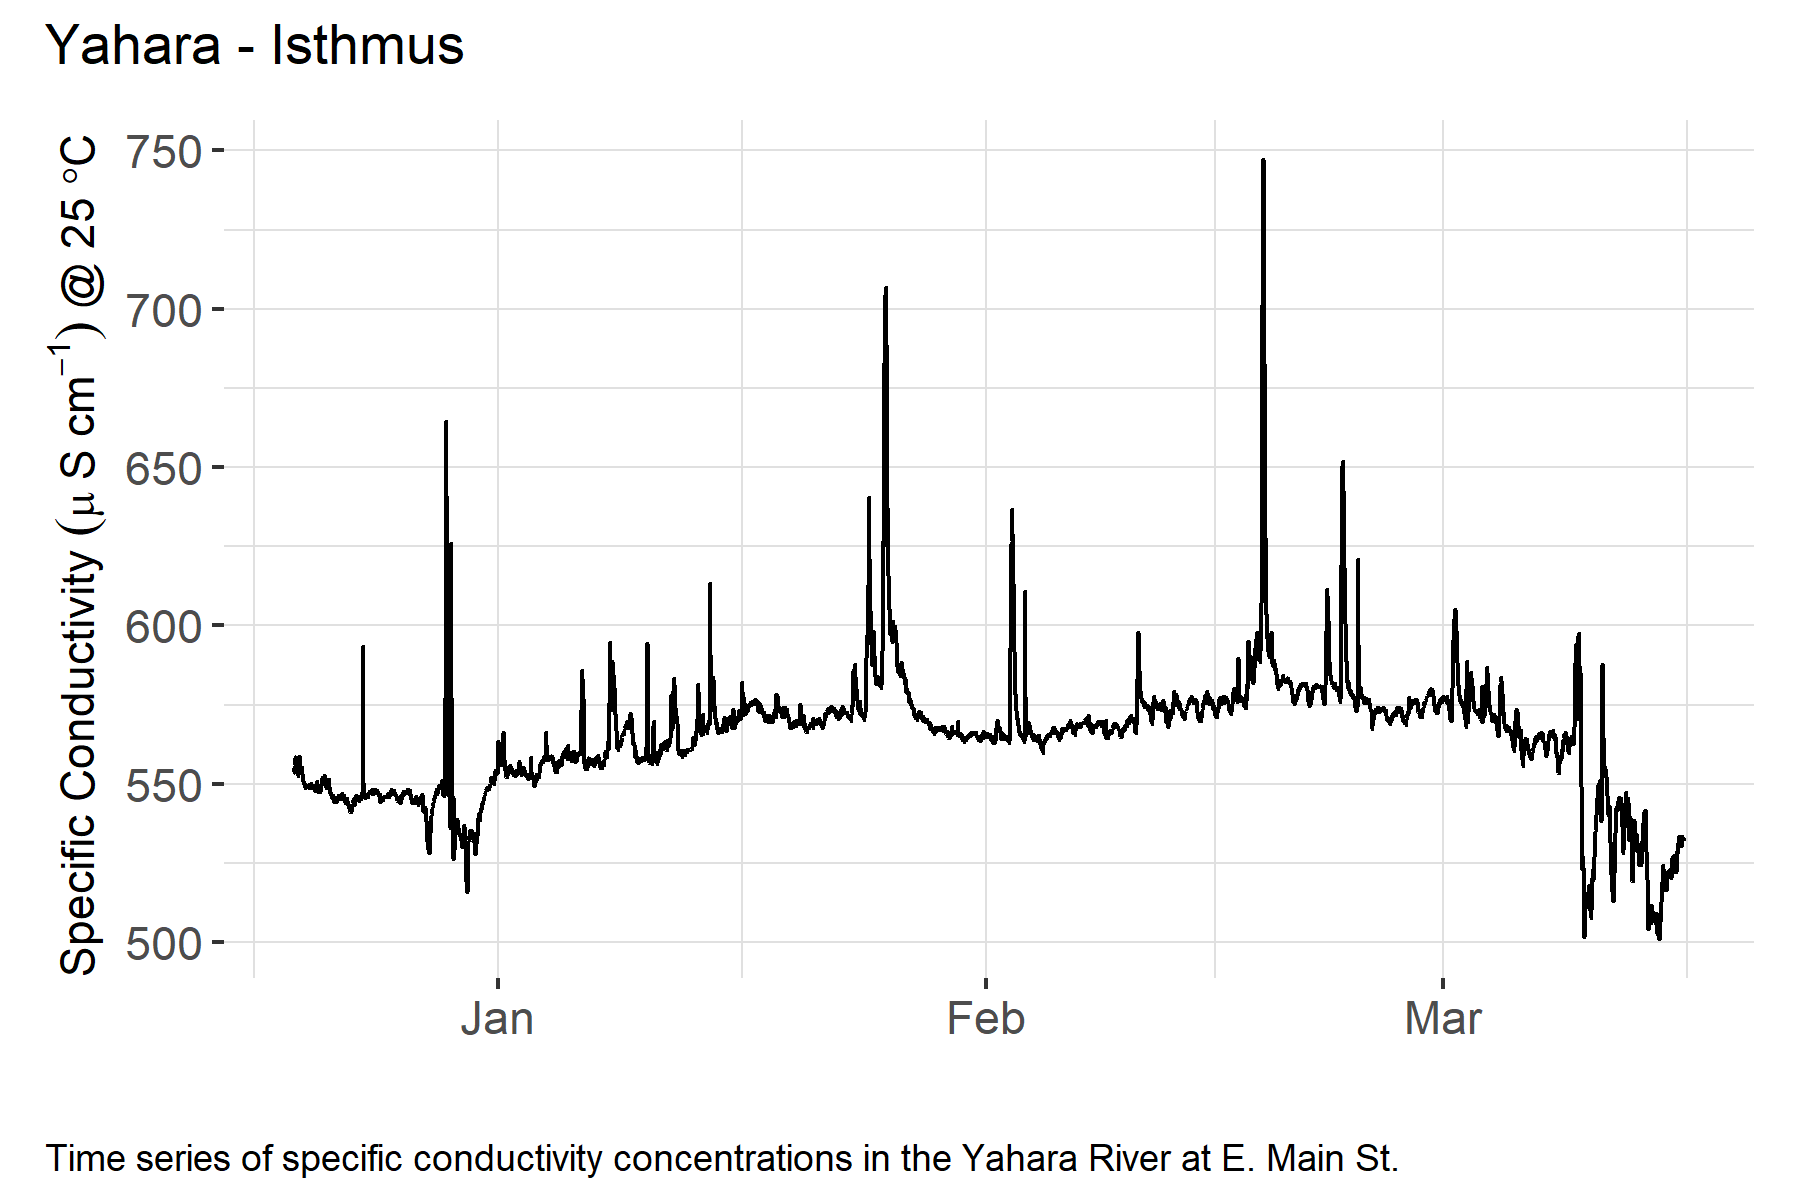 Yahara - Isthmus
Specific Conductivity (μ S cm⁻¹) @ 25 °C
750
700
650
600
550
500
Jan Feb Mar
Time series of specific conductivity concentrations in the Yahara River at E. Main St.